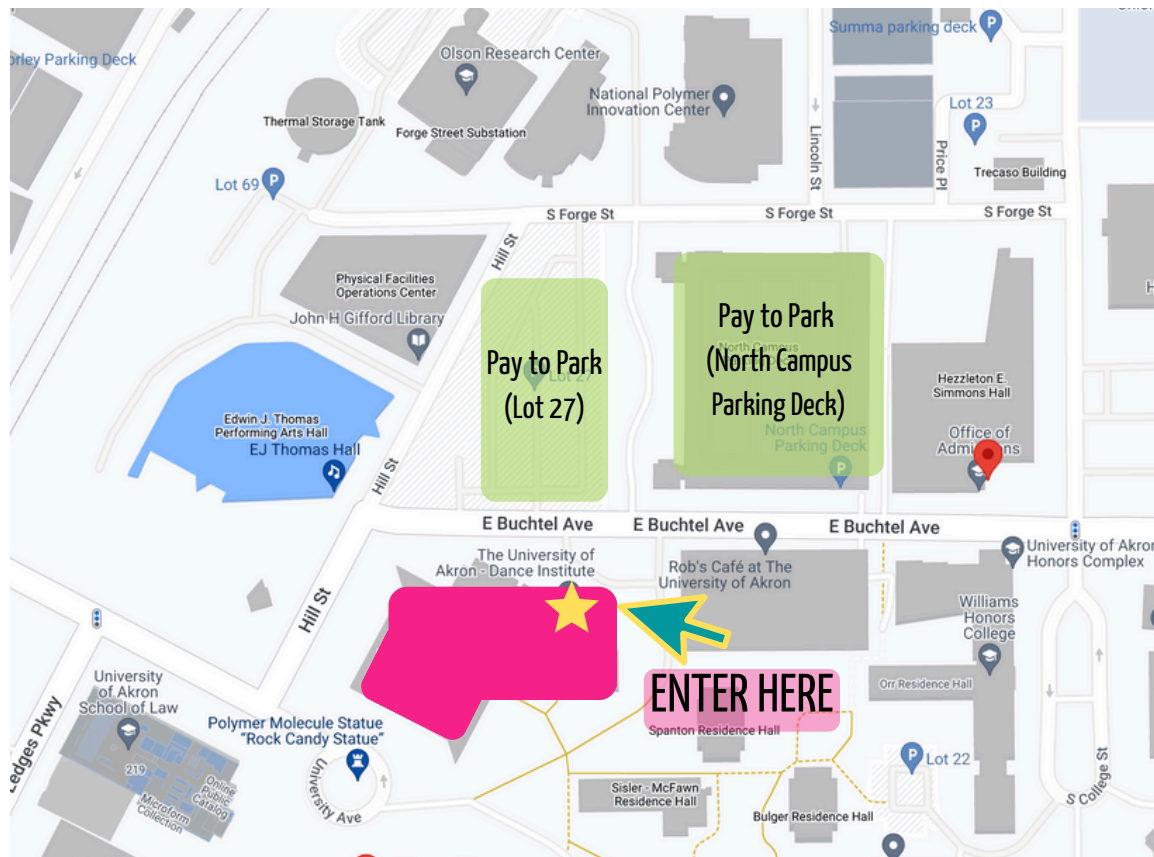 Summa parking deck
Olson Research Center
orley Parking Deck
National Polymer
Innovation Center
Lot 23
Thermal Storage Tank
Forge Street Substation
Lincoln St
Price Pl
Trecaso Building
Lot 69
S Forge St
S Forge St
S Forge St
Hill St
Physical Facilities
Operations Center
John H Gifford Library
Pay to Park
(Lot 27)
Lot 27
Pay to Park
(North Campus
Parking Deck)
North Campus
Parking Deck
Hezzleton E.
Simmons Hall
Office of
Admissions
Edwin J. Thomas
Performing Arts Hall
EJ Thomas Hall
Hill St
E Buchtel Ave
E Buchtel Ave
E Buchtel Ave
The University of
Akron - Dance Institute
Rob's Café at The
University of Akron
University of Akron
Honors Complex
Williams
Honors
College
Hill St
ENTER HERE
Orr Residence Hall
Spanton Residence Hall
University
of Akron
School of Law
Ledges Pkwy
Polymer Molecule Statue
"Rock Candy Statue"
219
Online
Public
Catalog
Microform
Collection
University Ave
Lot 22
Sisler - McFawn
Residence Hall
Bulger Residence Hall
S College St